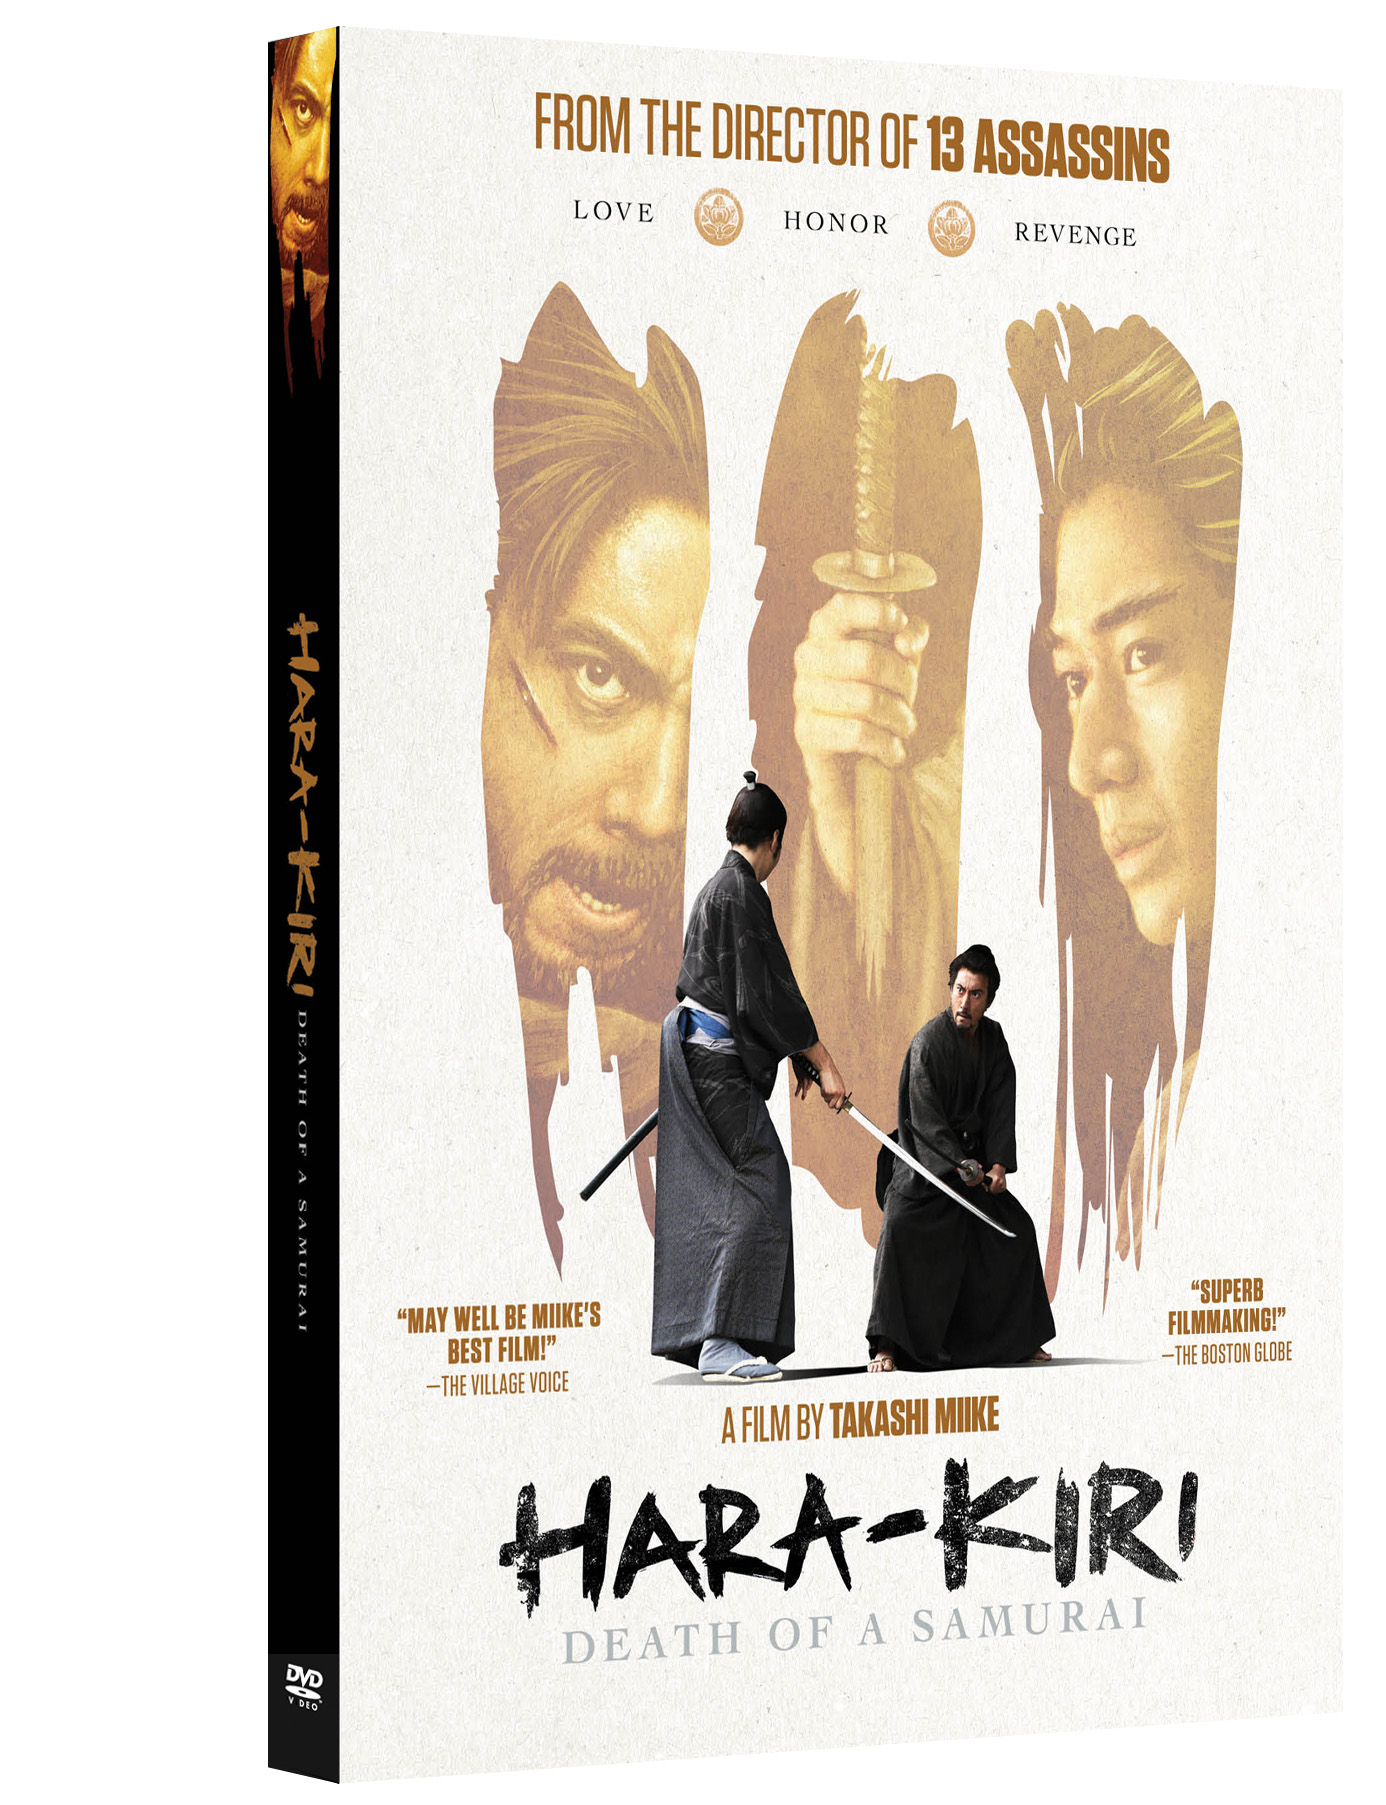 FROM THE DIRECTOR OF 13 ASSASSINS
LOVE HONOR REVENGE
"MAY WELL BE MIIKE'S
BEST FILM!"
—THE VILLAGE VOICE
"SUPERB
FILMMAKING!"
—THE BOSTON GLOBE
A FILM BY TAKASHI MIIKE
HARA-KIRI
DEATH OF A SAMURAI
HARA-KIRI DEATH OF A SAMURAI
DVD
VIDEO